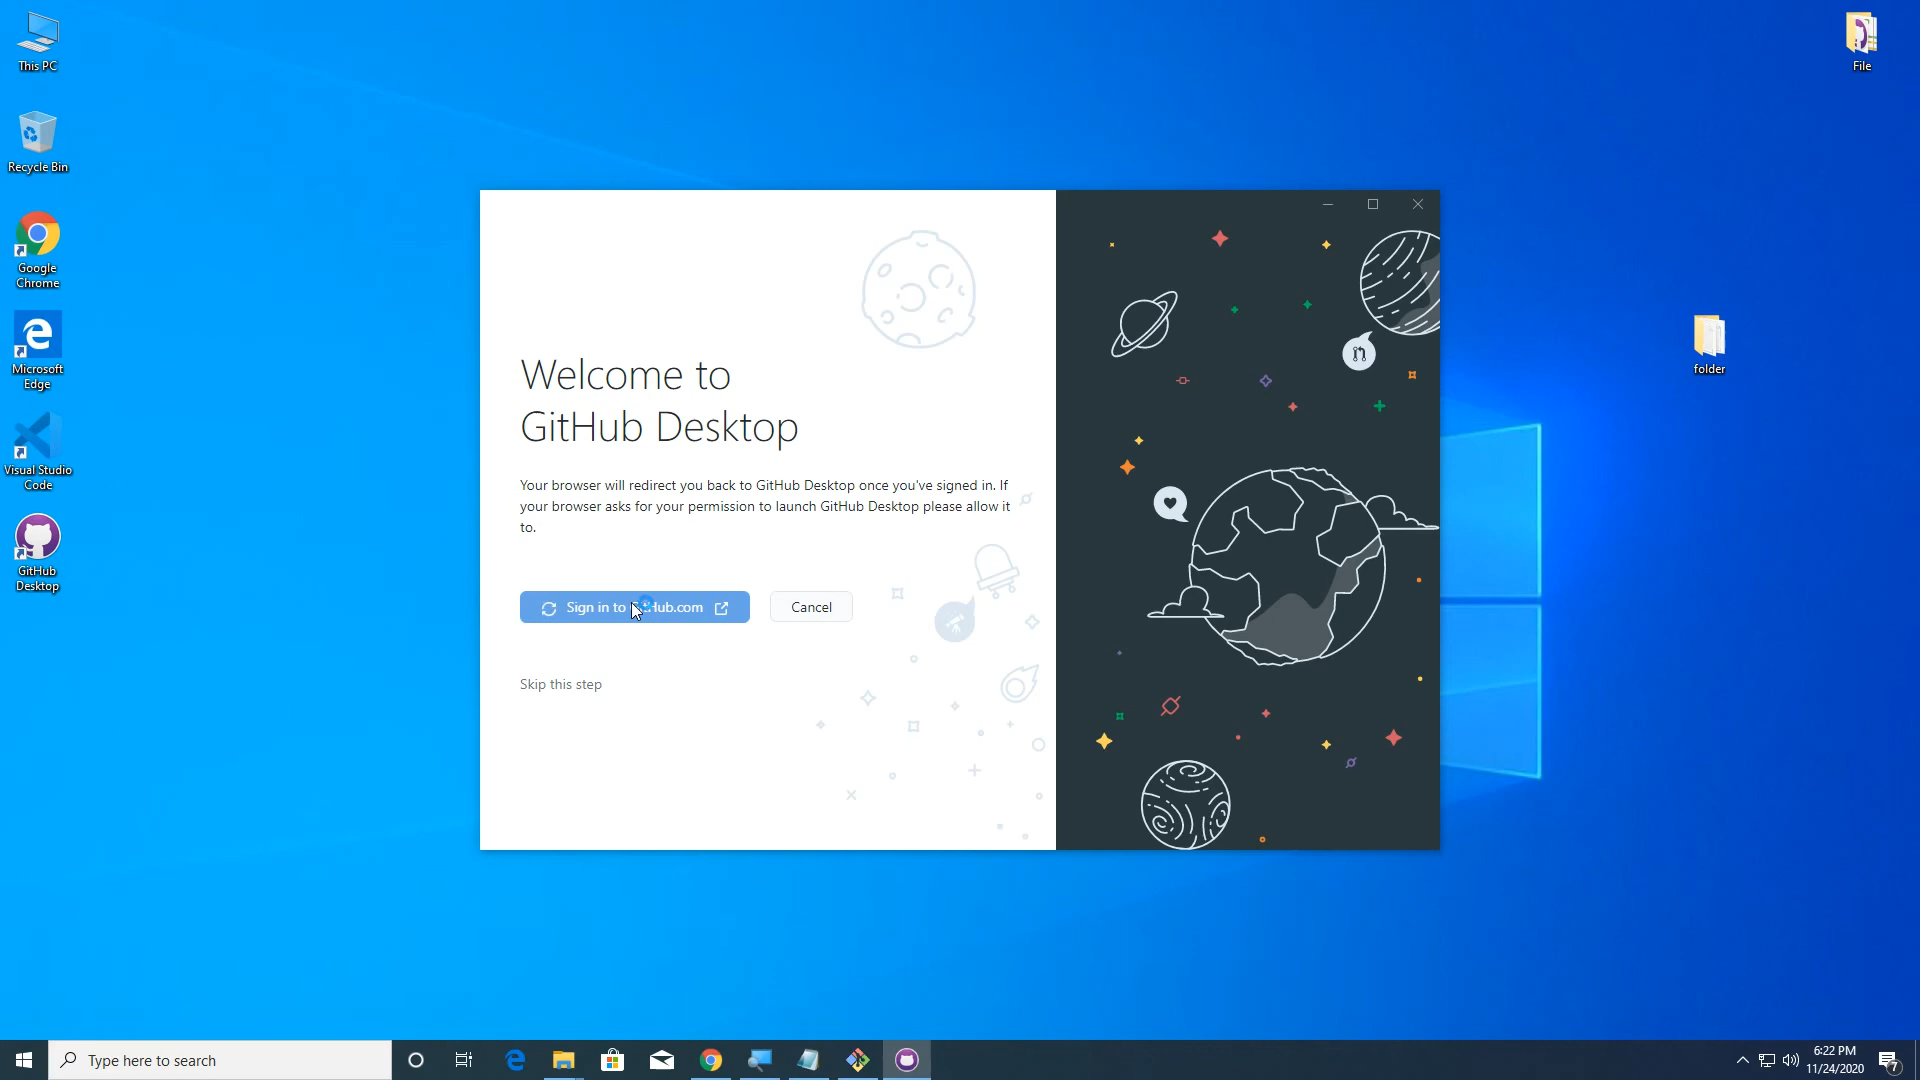 This PC
Recycle Bin
Google
Chrome
Microsoft
Edge
Visual Studio
Code
GitHub
Desktop
File
folder
Welcome to
GitHub Desktop
Your browser will redirect you back to GitHub Desktop once you've signed in. If
your browser asks for your permission to launch GitHub Desktop please allow it
to.
Sign in to GitHub.com
Cancel
Skip this step
Type here to search
6:22 PM
11/24/2020
7